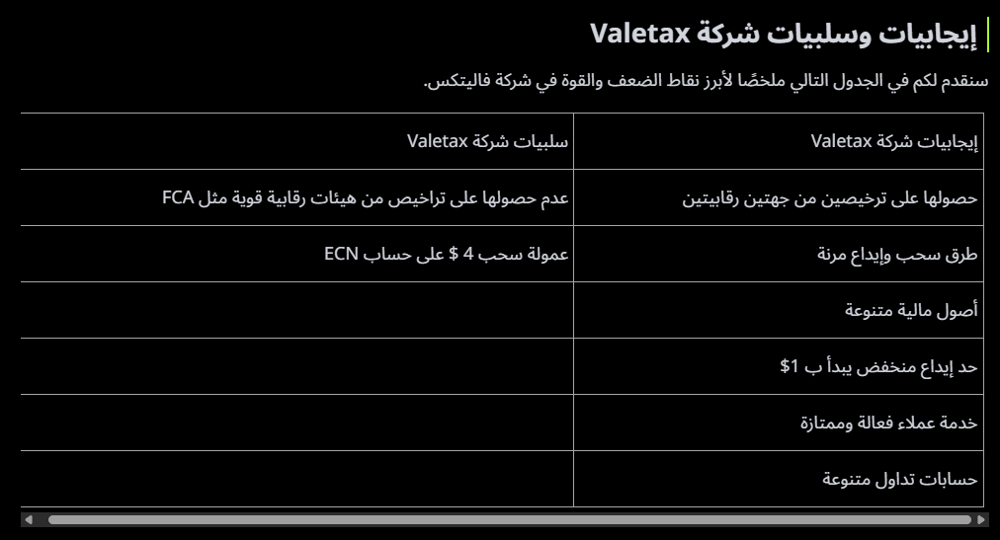 إيجابيات وسلبيات شركة Valetax
سنقدم لكم في الجدول التالي ملخصًا لأبرز نقاط الضعف والقوة في شركة فاليتكس.
إيجابيات شركة Valetax
سلبيات شركة Valetax
حصولها على ترخيصين من جهتين رقابيتين
عدم حصولها على تراخيص من هيئات رقابية قوية مثل FCA
طرق سحب وإيداع مرنة
عمولة سحب 4 $ على حساب ECN
أصول مالية متنوعة
حد إيداع منخفض يبدأ ب 1$
خدمة عملاء فعالة وممتازة
حسابات تداول متنوعة